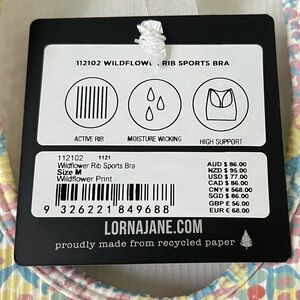 112102 WILDFLOWER RIB SPORTS BRA
ACTIVE RIB
MOISTURE WICKING
HIGH SUPPORT
112102 1121
Wildflower Rib Sports Bra
Size M
Wildflower Print
9 326221 849688
AUD $ 86.00
NZD $ 95.00
USD $ 77.00
CAD $ 86.00
CNY ¥ 568.00
SGD $ 86.00
GBP £ 56.00
EUR € 68.00
LORNAJANE.COM
proudly made from recycled paper